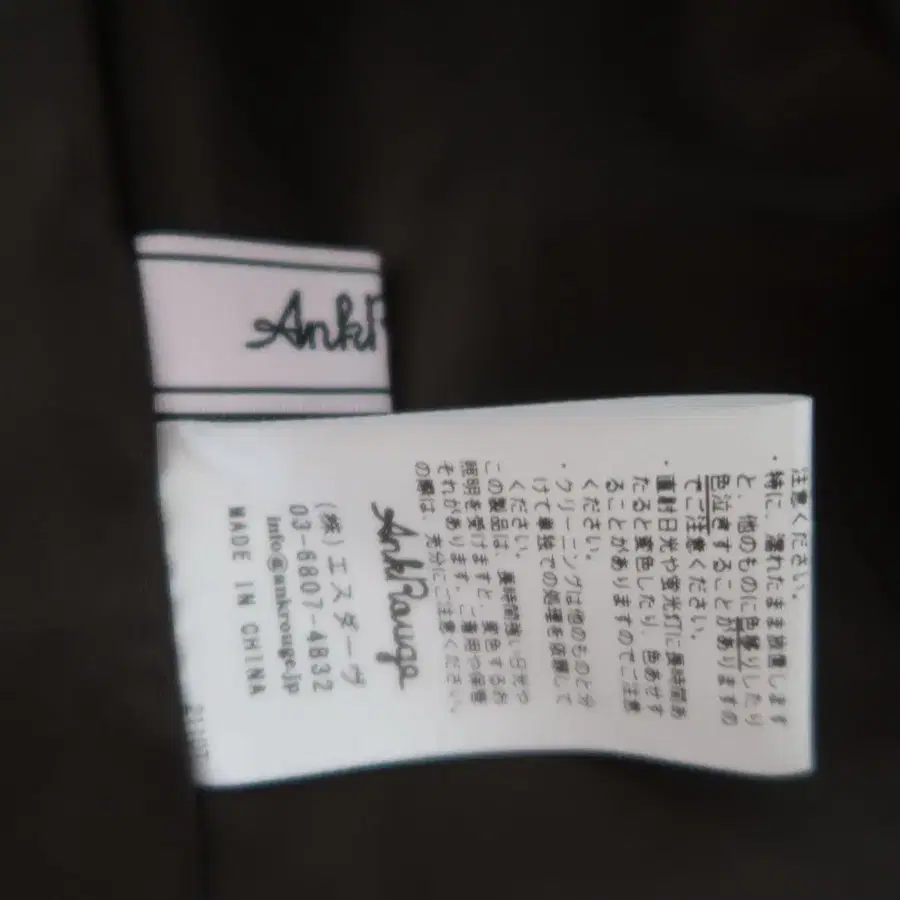 Ank
注意ください。
・特に、濡れたまま放置します
と、他のものに色移りしたり
色泣きすることがありますの
でご注意ください。
・直射日光や蛍光灯に長時間あ
たると変色したり、色あせす
ることがありますのでご注意
ください。
・クリーニングは他のものと分
けて単独での処理を依頼して
ください。
この製品は、長時間強い日光や
照明を受けますと、変色するお
それがあります。ご着用や保管
の際は、充分にご注意ください。
AnkRouge
(株)エスダーヴ
03-6807-4832
info@ankrouge.jp
MADE IN CHINA